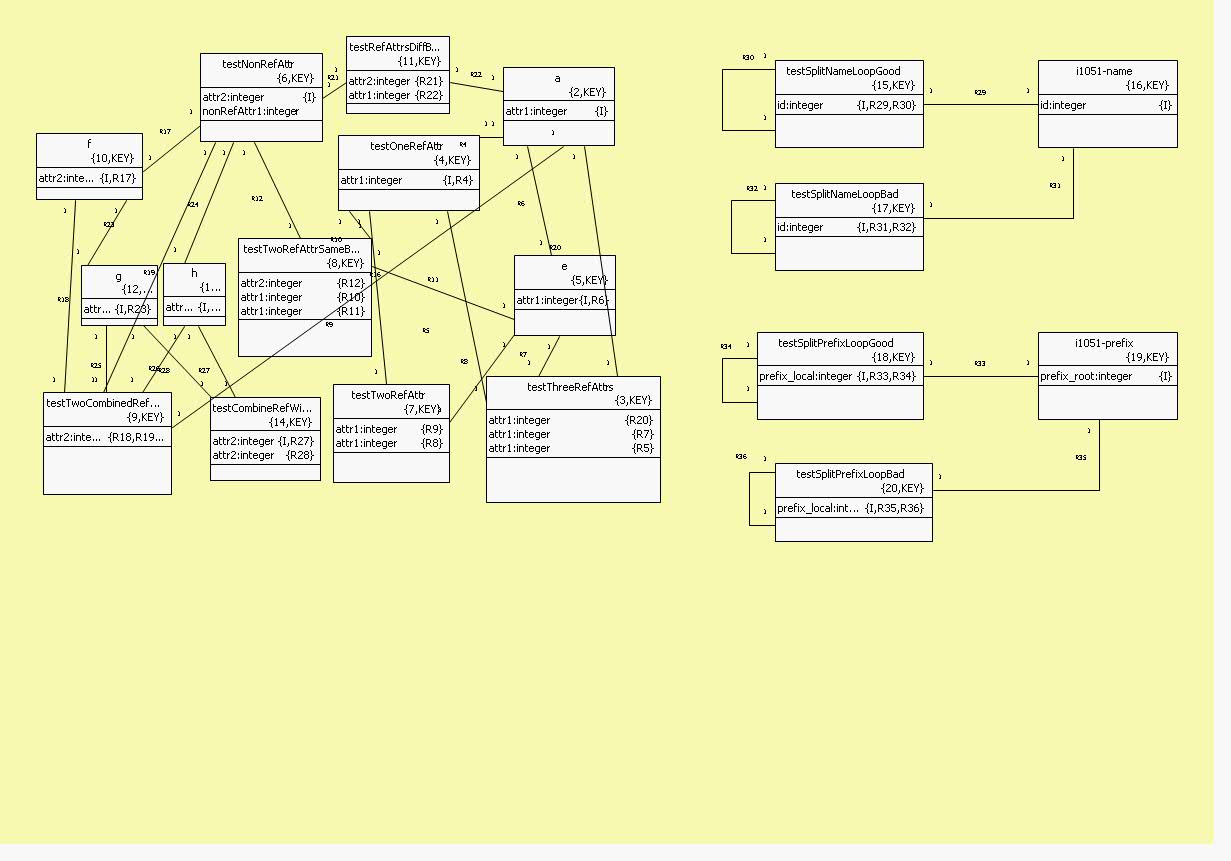 testNonRefAttr
{6,KEY}
attr2:integer {I}
nonRefAttr1:integer
testRefAttrsDiffB...
{11,KEY}
attr2:integer {R21}
attr1:integer {R22}
a
{2,KEY}
attr1:integer {I}
f
{10,KEY}
attr2:inte... {I,R17}
testOneRefAttr
{4,KEY}
attr1:integer {I,R4}
testTwoRefAttrSameB...
{8,KEY}
attr2:integer {R12}
attr1:integer {R10}
attr1:integer {R11}
g
{12,...
attr... {I,R23}
h
{1...
attr... {I,...
e
{5,KEY}
attr1:integer{I,R6}
testTwoCombinedRef...
{9,KEY}
attr2:inte... {R18,R19...
testCombineRefWi...
{14,KEY}
attr2:integer {I,R27}
attr2:integer {R28}
testTwoRefAttr
{7,KEY}
attr1:integer {R9}
attr1:integer {R8}
testThreeRefAttrs
{3,KEY}
attr1:integer {R20}
attr1:integer {R7}
attr1:integer {R5}
R17
R21
R22
R4
R24
R12
R6
R23
R10
R20
R19
R16
R11
R18
R9
R5
R25
R28
R27
R8
R7
testSplitNameLoopGood
{15,KEY}
id:integer {I,R29,R30}
R30
R29
i1051-name
{16,KEY}
id:integer {I}
testSplitNameLoopBad
{17,KEY}
id:integer {I,R31,R32}
R32
R31
testSplitPrefixLoopGood
{18,KEY}
prefix_local:integer {I,R33,R34}
R34
R33
i1051-prefix
{19,KEY}
prefix_root:integer {I}
testSplitPrefixLoopBad
{20,KEY}
prefix_local:int... {I,R35,R36}
R36
R35